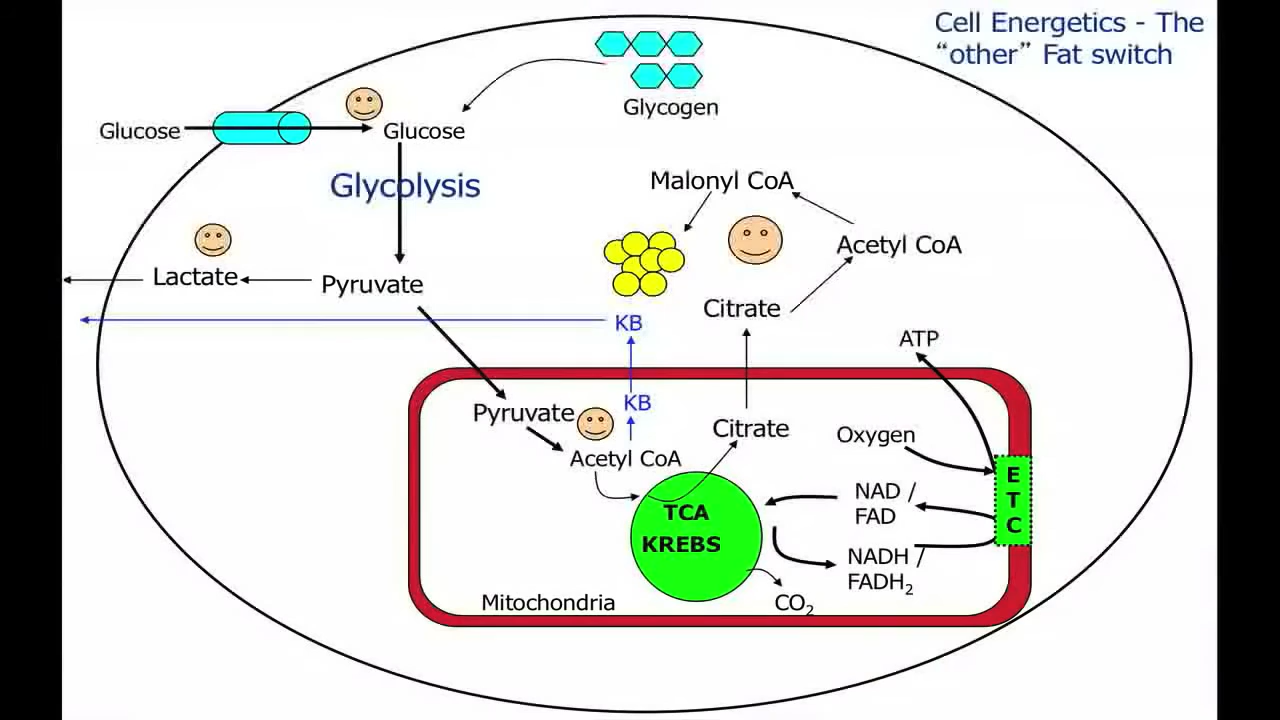 Cell Energetics - The
“other” Fat switch
Glycogen
Glucose
Glucose
Glycolysis
Malonyl CoA
Acetyl CoA
Lactate
Pyruvate
Citrate
KB
ATP
Pyruvate
KB
Citrate
Oxygen
Acetyl CoA
E
T
C
NAD /
FAD
TCA
KREBS
NADH /
FADH₂
Mitochondria
CO₂